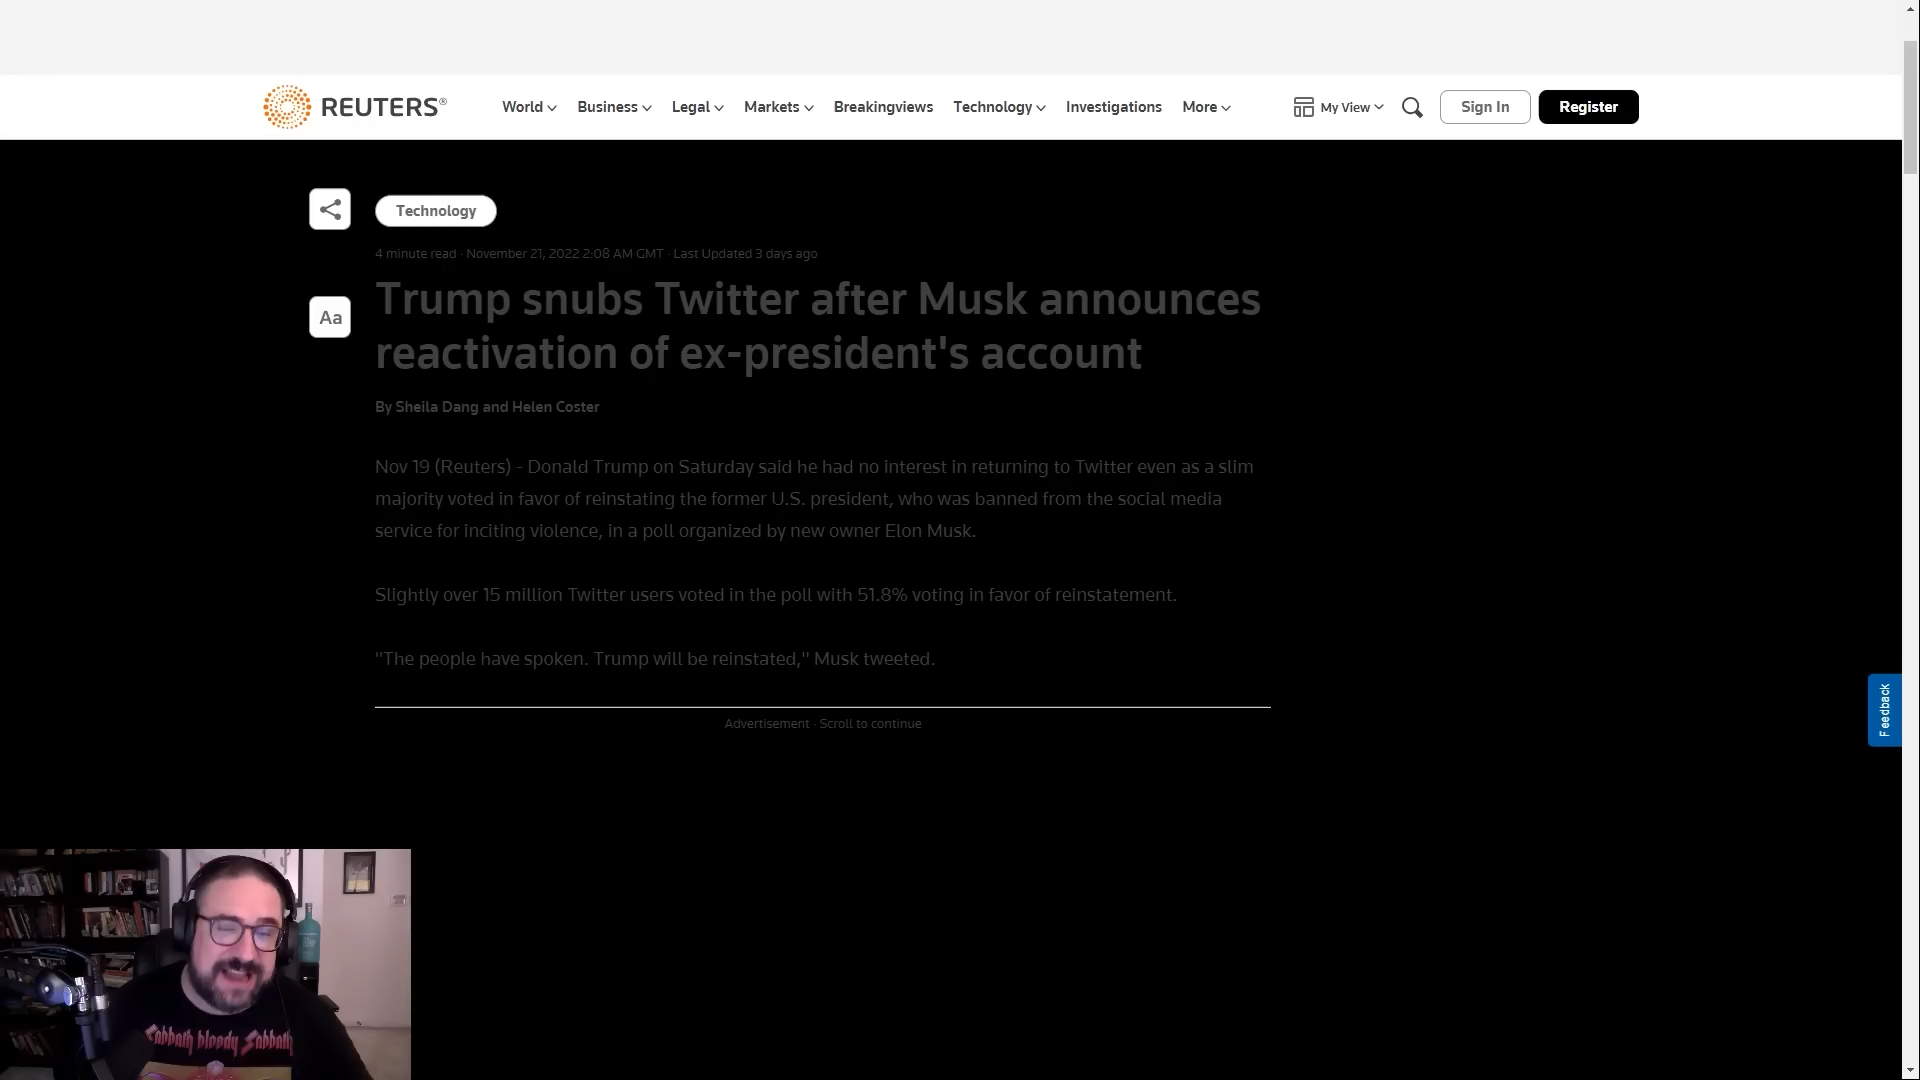 REUTERS®
World Business Legal Markets Breakingviews Technology Investigations More My View Sign In Register
Technology
4 minute read · November 21, 2022 2:08 AM GMT · Last Updated 3 days ago
Aa
Trump snubs Twitter after Musk announces
reactivation of ex-president's account
By Sheila Dang and Helen Coster
Nov 19 (Reuters) - Donald Trump on Saturday said he had no interest in returning to Twitter even as a slim
majority voted in favor of reinstating the former U.S. president, who was banned from the social media
service for inciting violence, in a poll organized by new owner Elon Musk.
Slightly over 15 million Twitter users voted in the poll with 51.8% voting in favor of reinstatement.
"The people have spoken. Trump will be reinstated," Musk tweeted.
Advertisement · Scroll to continue
Feedback
Sabbath bloody Sabbath